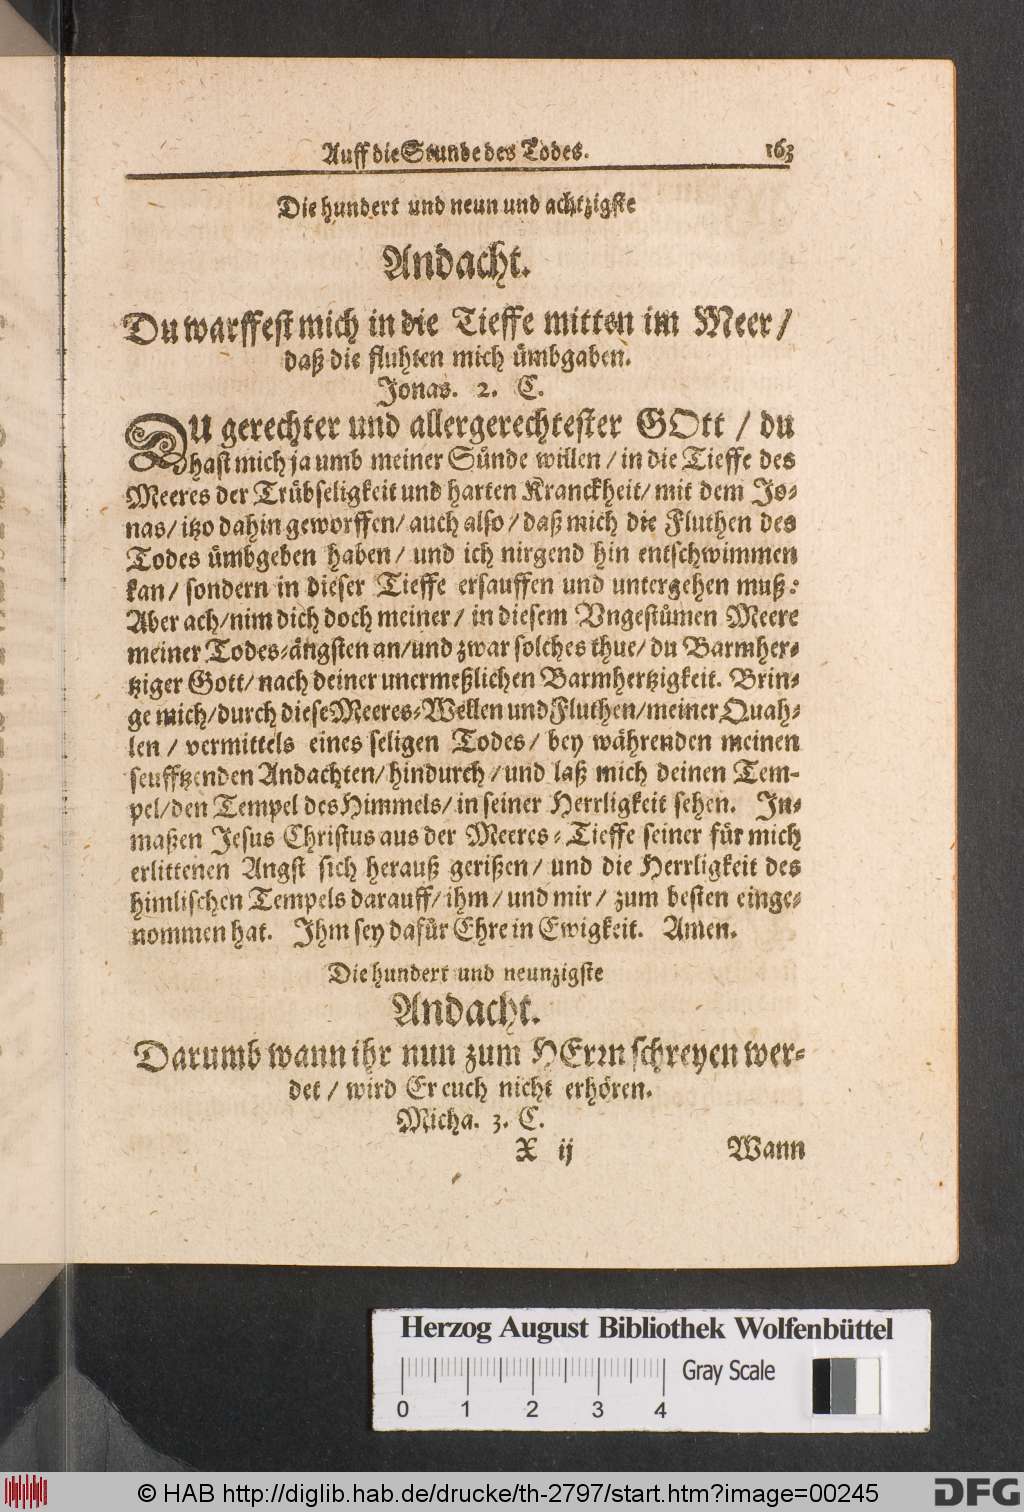 Auff die Stunde des Todes. 163
Die hundert und neun und achtzigste
Andacht.
Du warffest mich in die Tieffe mitten im Meer /
daß die fluhten mich ümbgaben.
Jonas. 2. C.
DU gerechter und allergerechtester GOtt / du
hast mich ja umb meiner Sünde willen / in die Tieffe des
Meeres der Trübseligkeit und harten Kranckheit / mit dem Jo-
nas / itzo dahin geworffen / auch also / daß mich die Fluthen des
Todes ümbgeben haben / und ich nirgend hin entschwimmen
kan / sondern in dieser Tieffe ersauffen und untergehen muß:
Aber ach / nim dich doch meiner / in diesem Vngestümen Meere
meiner Todes-ängsten an / und zwar solches thue / du Barmher-
tziger Gott / nach deiner unermeßlichen Barmhertzigkeit. Brin-
ge mich / durch diese Meeres-Wellen und Fluthen / meiner Quah-
len / vermittels eines seligen Todes / bey währenden meinen
seufftzenden Andachten / hindurch / und laß mich deinen Tem-
pel / den Tempel des Himmels / in seiner Herrligkeit sehen. In-
maßen Jesus Christus aus der Meeres-Tieffe seiner für mich
erlittenen Angst sich herauß gerißen / und die Herrligkeit des
himlischen Tempels darauff / ihm / und mir / zum besten einge-
nommen hat. Ihm sey dafür Ehre in Ewigkeit. Amen.
Die hundert und neunzigste
Andacht.
Darumb wann ihr nun zum HErrn schreyen wer-
det / wird Er euch nicht erhören.
Micha. 3. C.
X ij Wann
Herzog August Bibliothek Wolfenbüttel
Gray Scale
0 1 2 3 4
© HAB http://diglib.hab.de/drucke/th-2797/start.htm?image=00245
DFG